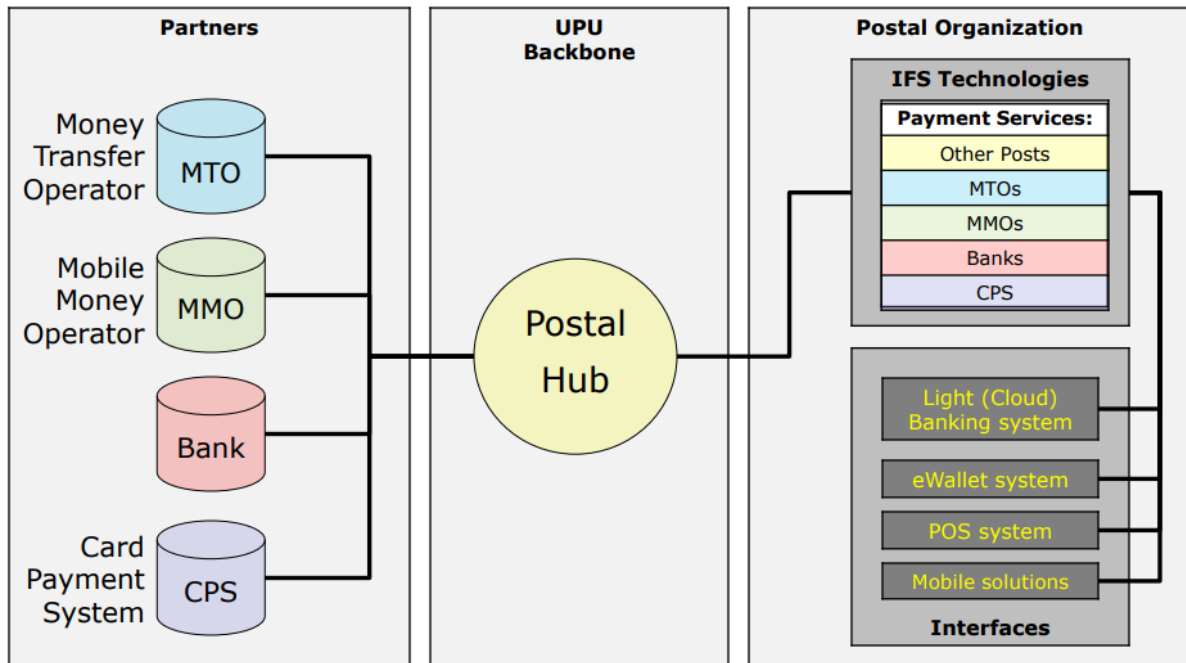 Partners
Money
Transfer
Operator
MTO
Mobile
Money
Operator
MMO
Bank
Card
Payment
System
CPS
UPU
Backbone
Postal
Hub
Postal Organization
IFS Technologies
Payment Services:
Other Posts
MTOs
MMOs
Banks
CPS
Light (Cloud)
Banking system
eWallet system
POS system
Mobile solutions
Interfaces